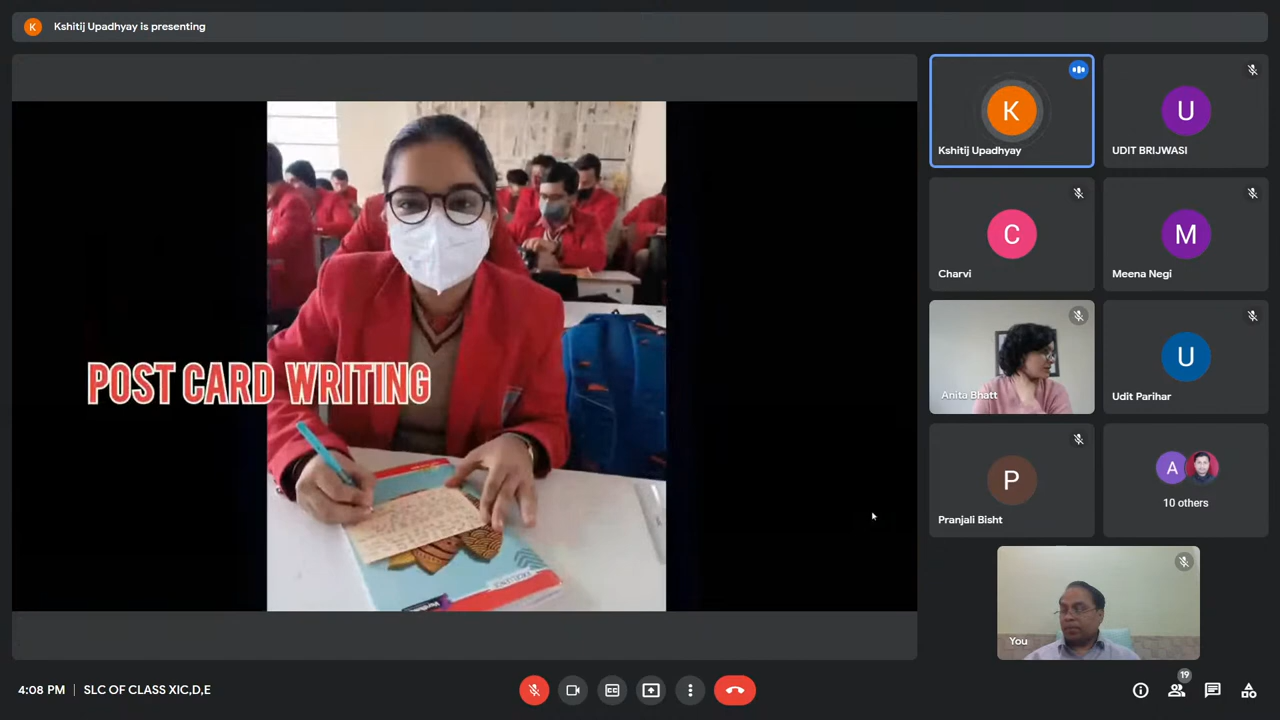 K
Kshitij Upadhyay is presenting
POST CARD WRITING
EXCELLENCE
K
Kshitij Upadhyay
U
UDIT BRIJWASI
C
Charvi
M
Meena Negi
Anita Bhatt
U
Udit Parihar
P
Pranjali Bisht
A
10 others
You
4:08 PM | SLC OF CLASS XIC,D,E
19